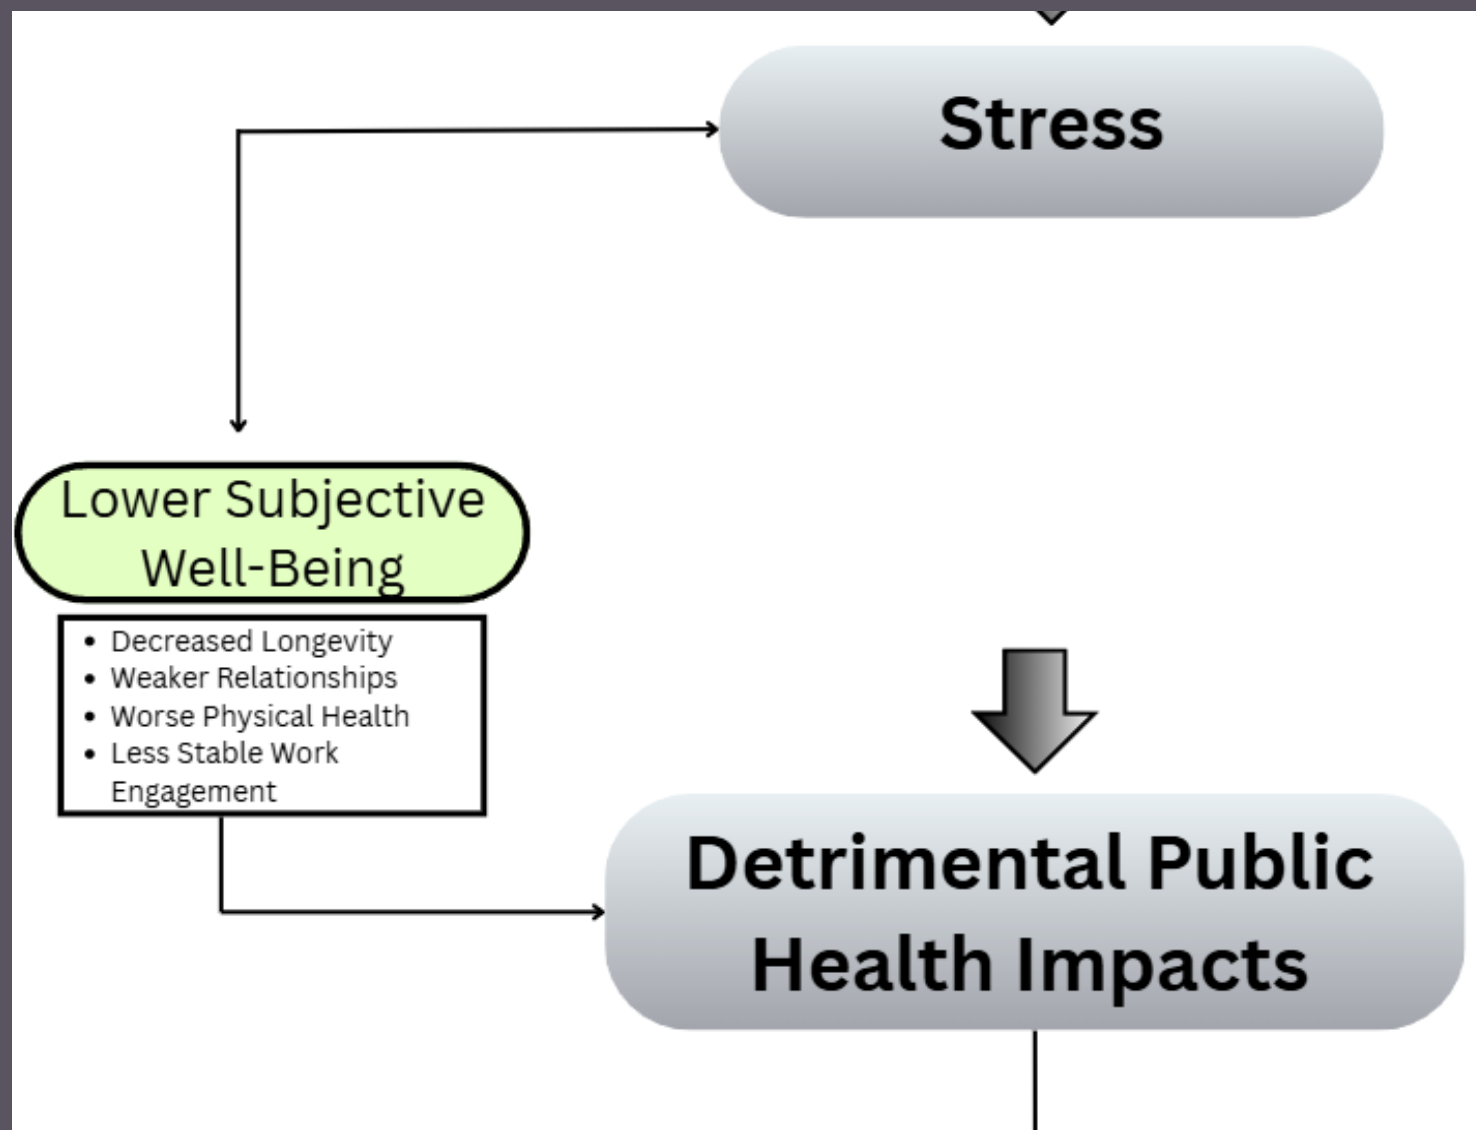 Stress
Lower Subjective
Well-Being
• Decreased Longevity
• Weaker Relationships
• Worse Physical Health
• Less Stable Work
Engagement
Detrimental Public
Health Impacts